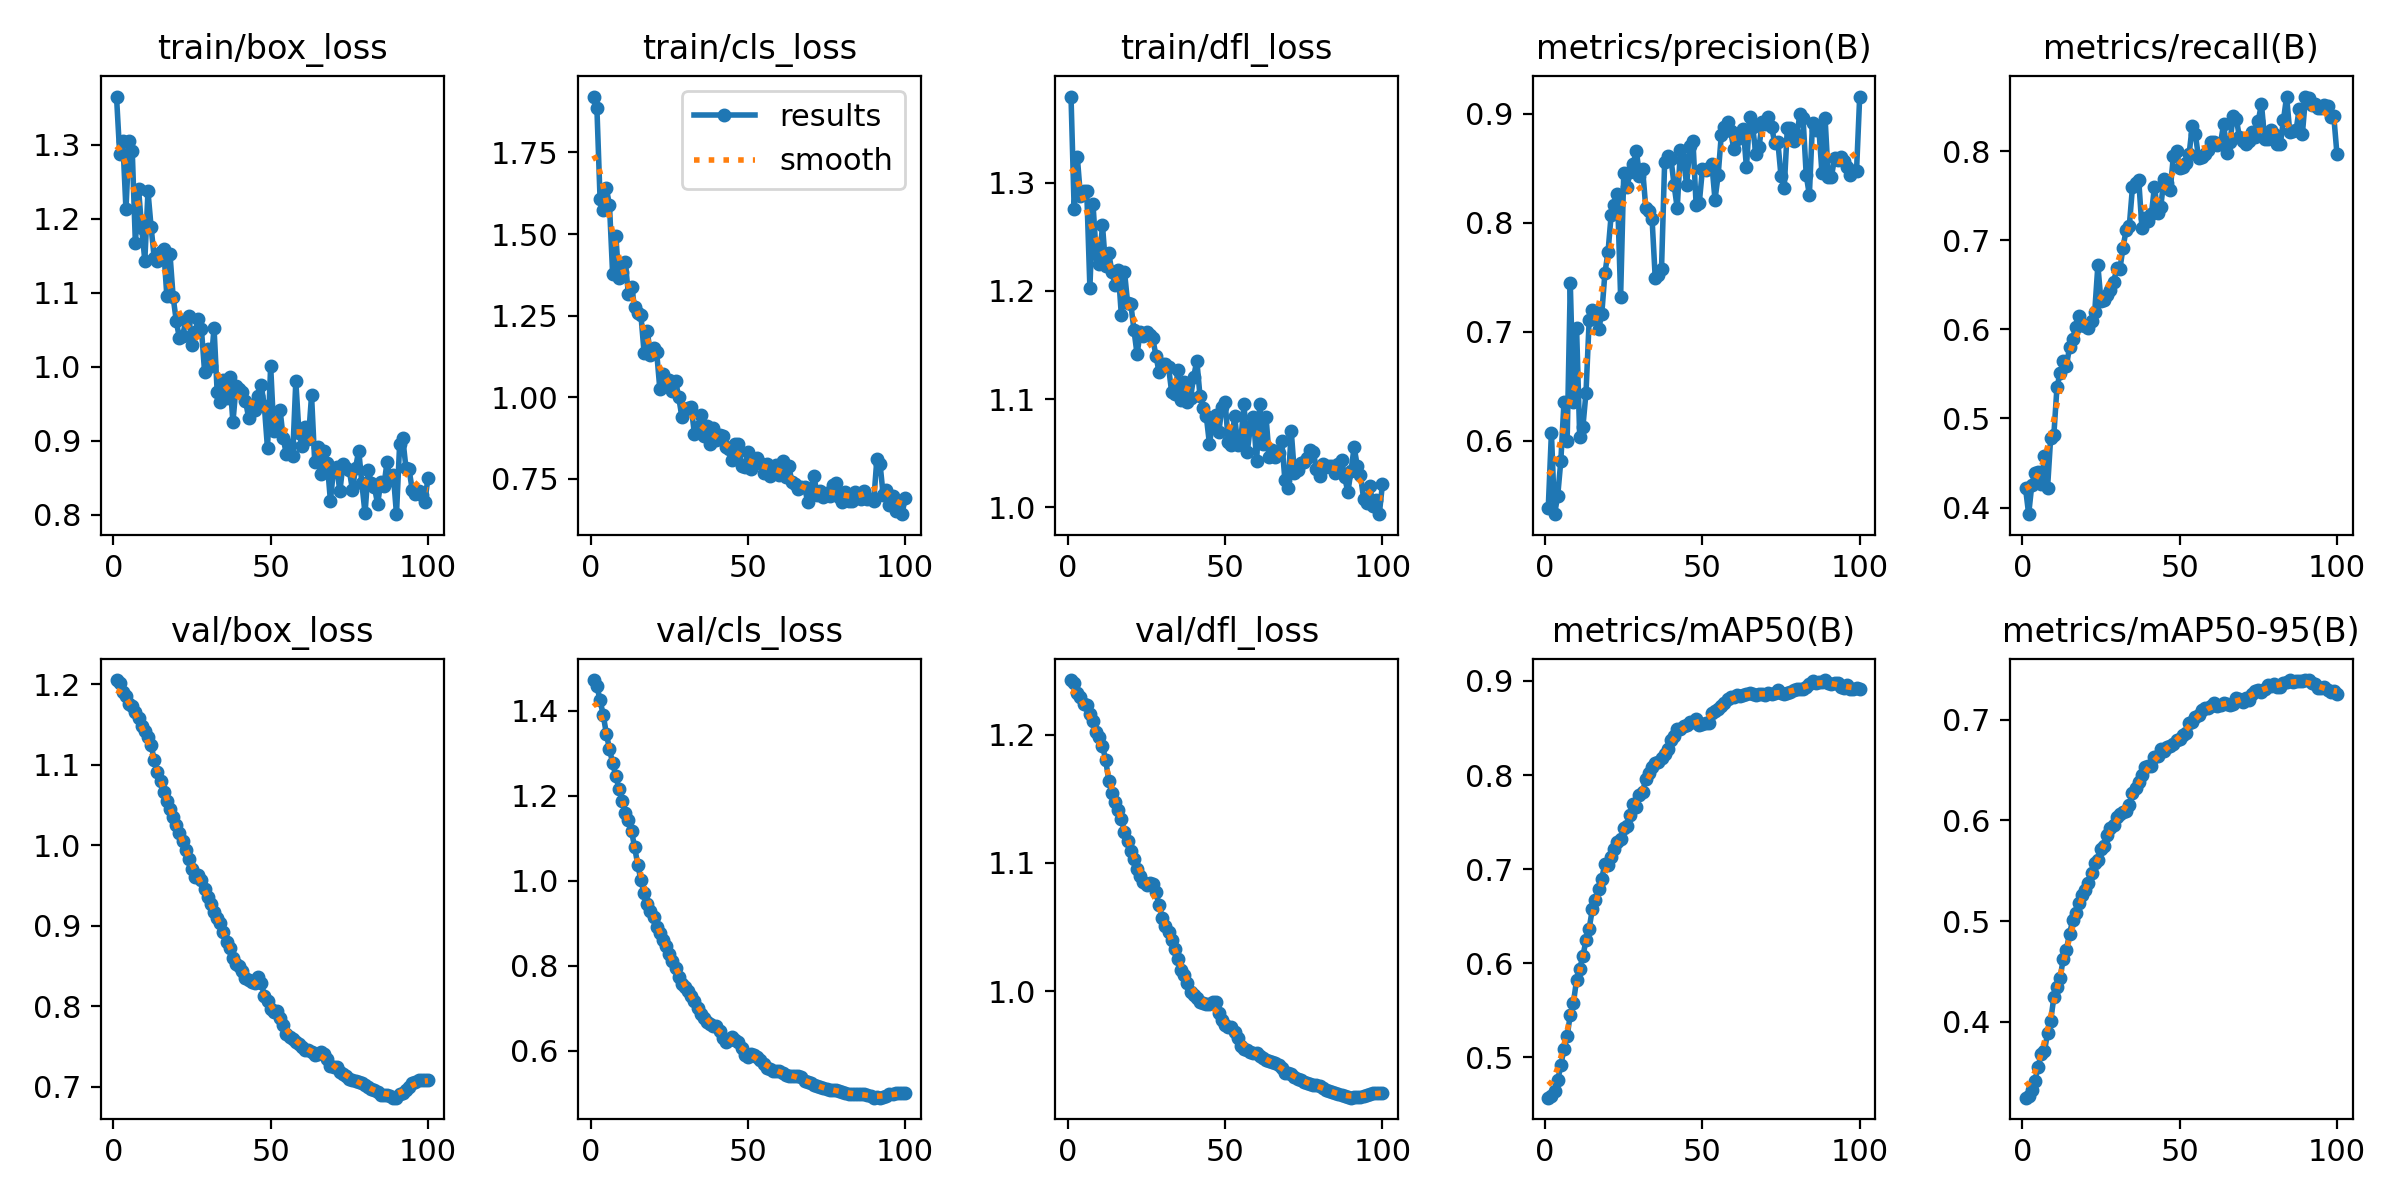 train/box_loss
1.3
1.2
1.1
1.0
0.9
0.8
0 50 100
train/cls_loss
results
smooth
1.75
1.50
1.25
1.00
0.75
0 50 100
train/dfl_loss
1.3
1.2
1.1
1.0
0 50 100
metrics/precision(B)
0.9
0.8
0.7
0.6
0 50 100
metrics/recall(B)
0.8
0.7
0.6
0.5
0.4
0 50 100
val/box_loss
1.2
1.1
1.0
0.9
0.8
0.7
0 50 100
val/cls_loss
1.4
1.2
1.0
0.8
0.6
0 50 100
val/dfl_loss
1.2
1.1
1.0
0 50 100
metrics/mAP50(B)
0.9
0.8
0.7
0.6
0.5
0 50 100
metrics/mAP50-95(B)
0.7
0.6
0.5
0.4
0 50 100